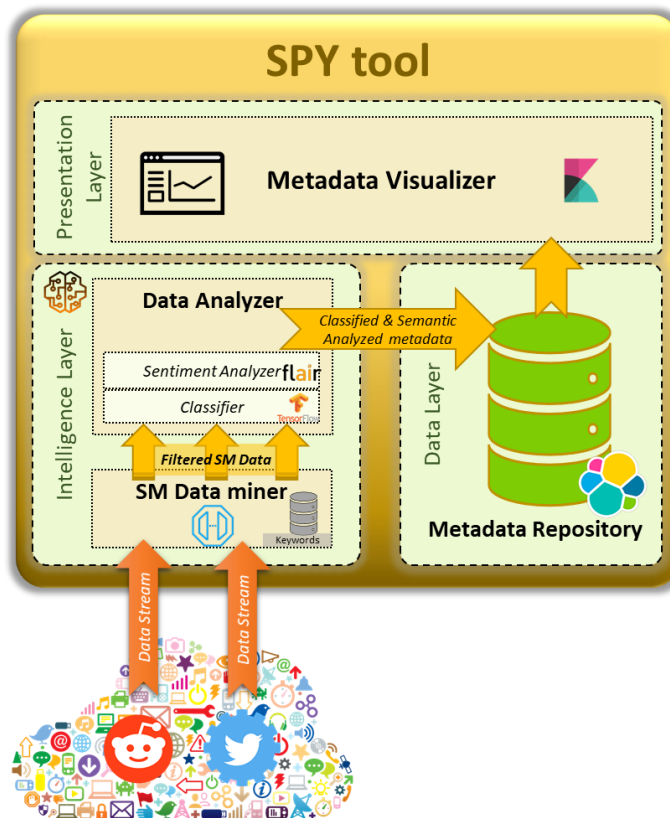 SPY tool
Presentation
Layer
Metadata Visualizer
Intelligence Layer
Data Analyzer
Sentiment Analyzer
flair
Classifier
TensorFlow
Filtered SM Data
SM Data miner
Keywords
Classified & Semantic
Analyzed metadata
Data Layer
Metadata Repository
Data Stream
Data Stream